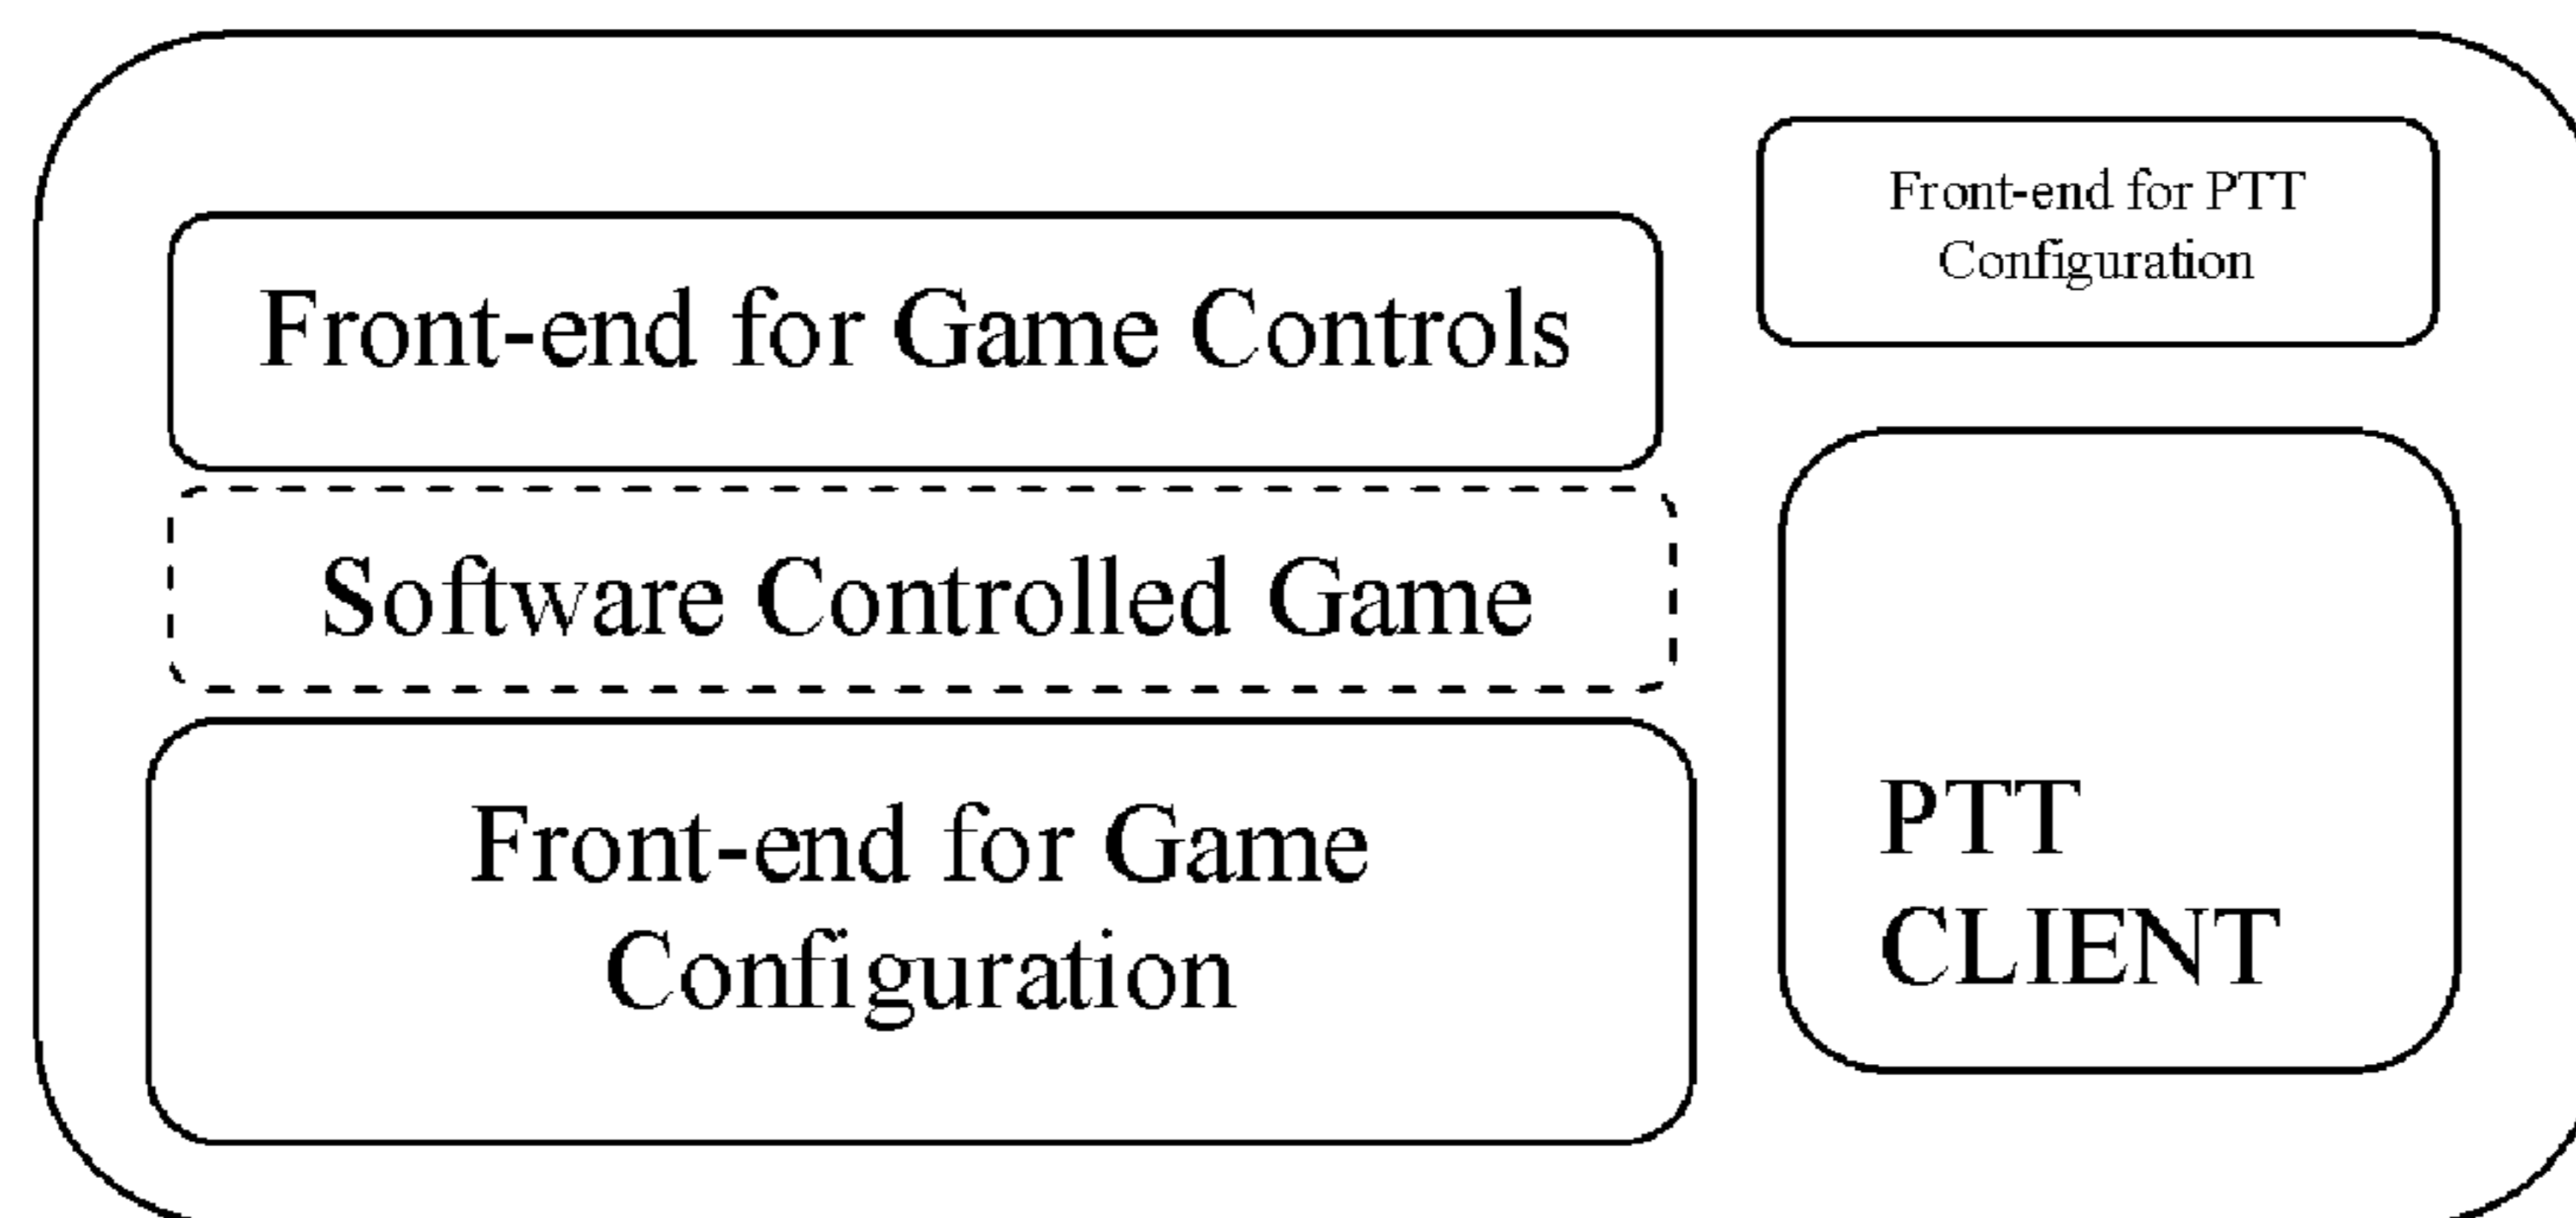 Front-end for Game Controls
Software Controlled Game
Front-end for Game
Configuration
Front-end for PTT
Configuration
PTT
CLIENT